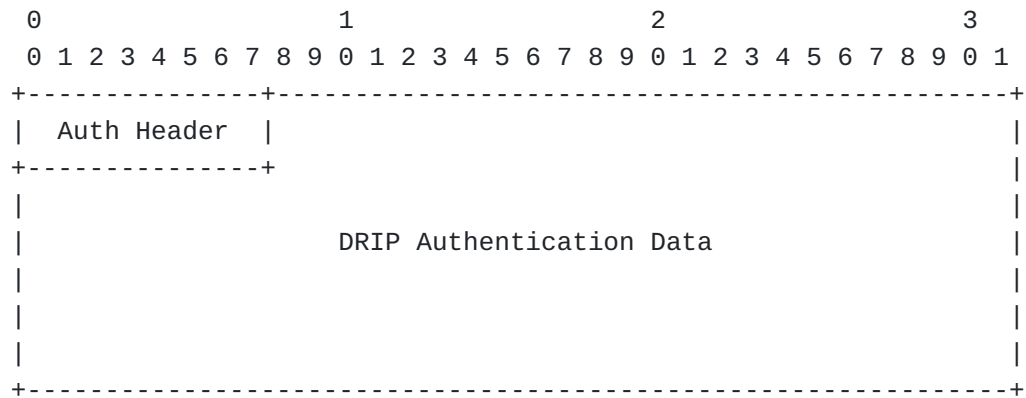 0                   1                   2                   3
 0 1 2 3 4 5 6 7 8 9 0 1 2 3 4 5 6 7 8 9 0 1 2 3 4 5 6 7 8 9 0 1
+---------------+-----------------------------------------------+
|  Auth Header  |                                               |
+---------------+                                               |
|                                                               |
|                    DRIP Authentication Data                   |
|                                                               |
|                                                               |
|                                                               |
+---------------------------------------------------------------+